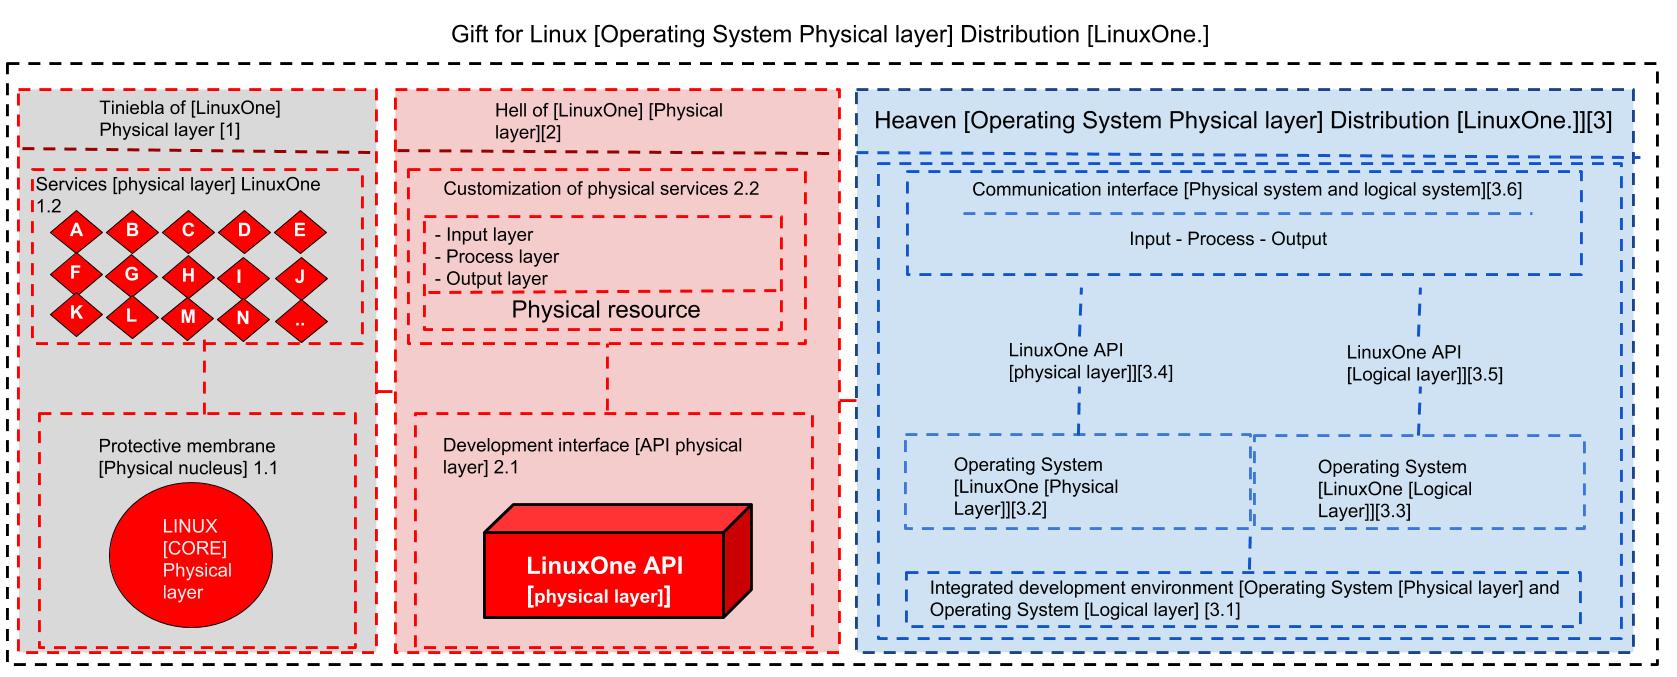 Gift for Linux [Operating System Physical layer] Distribution [LinuxOne.]
Tiniebla of [LinuxOne]
Physical layer [1]
Services [physical layer] LinuxOne
1.2
A B C D E
F G H I J
K L M N ..
Protective membrane
[Physical nucleus] 1.1
LINUX
[CORE]
Physical
layer
Hell of [LinuxOne] [Physical
layer][2]
Customization of physical services 2.2
- Input layer
- Process layer
- Output layer
Physical resource
Development interface [API physical
layer] 2.1
LinuxOne API
[physical layer]]
Heaven [Operating System Physical layer] Distribution [LinuxOne.]][3]
Communication interface [Physical system and logical system][3.6]
Input - Process - Output
LinuxOne API
[physical layer]][3.4]
LinuxOne API
[Logical layer]][3.5]
Operating System
[LinuxOne [Physical
Layer]][3.2]
Operating System
[LinuxOne [Logical
Layer]][3.3]
Integrated development environment [Operating System [Physical layer] and
Operating System [Logical layer] [3.1]